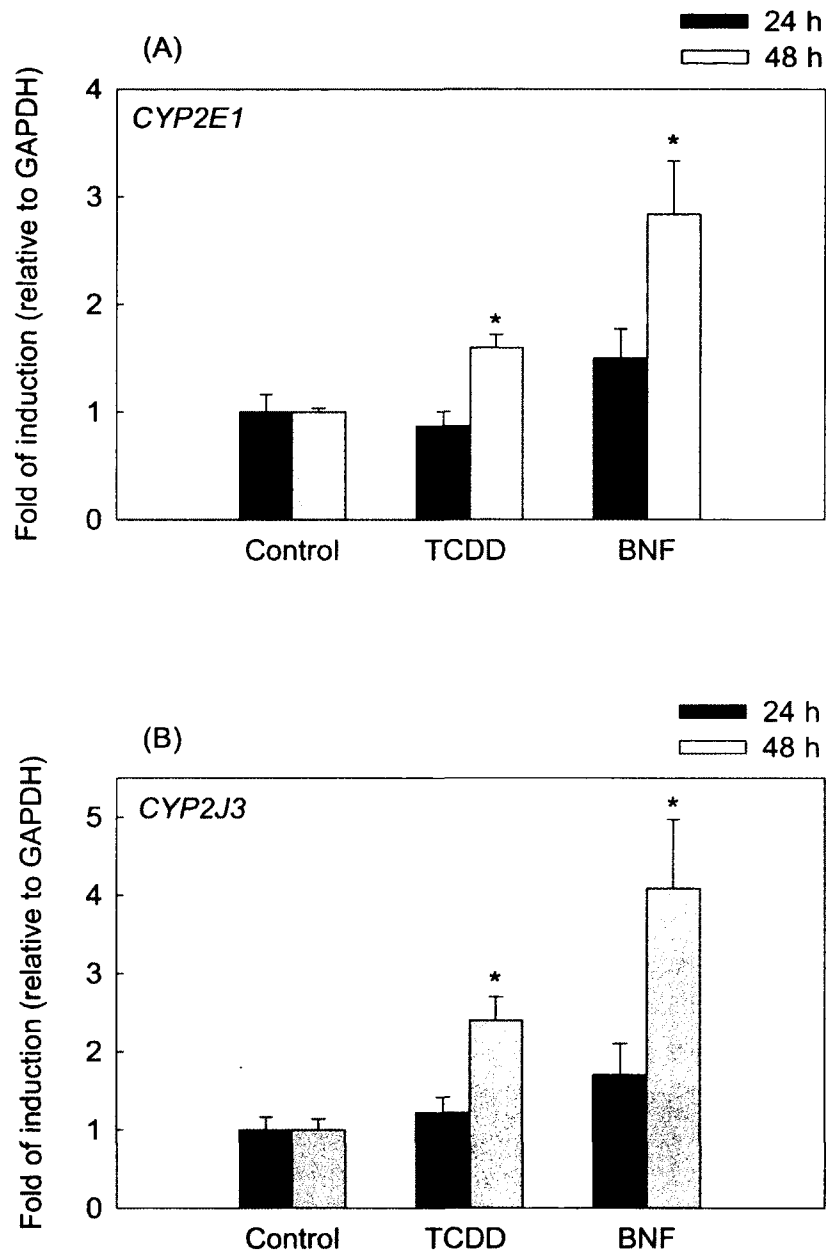 24 h
48 h
(A)
CYP2E1
Fold of induction (relative to GAPDH)
4
*
3
2
*
1
0
Control TCDD BNF
24 h
48 h
(B)
CYP2J3
Fold of induction (relative to GAPDH)
5
*
4
3
*
2
1
0
Control TCDD BNF